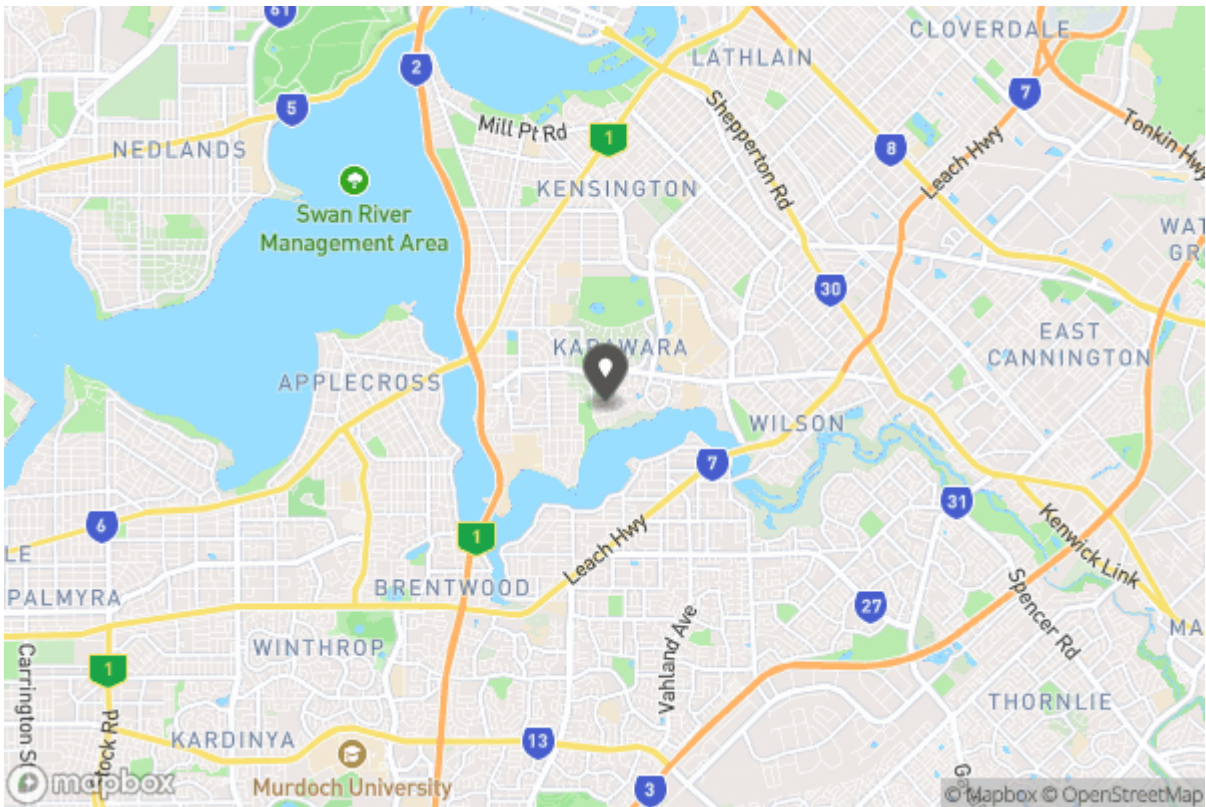 61
CLOVERDALE
LATHLAIN
2
7
5
Mill Pt Rd
1
Shepperton Rd
Tonkin Hwy
8
Leach Hwy
NEDLANDS
KENSINGTON
Swan River
Management Area
WAT
GR
30
EAST
CANNINGTON
APPLECROSS
WILSON
7
31
6
1
Leach Hwy
Kenwick Link
LE
PALMYRA
BRENTWOOD
27
Spencer Rd
MA
WINTHROP
Vahland Ave
Carrington S
1
THORNLIE
KARDINYA
13
Murdoch University
3
mapbox
© Mapbox © OpenStreetMap